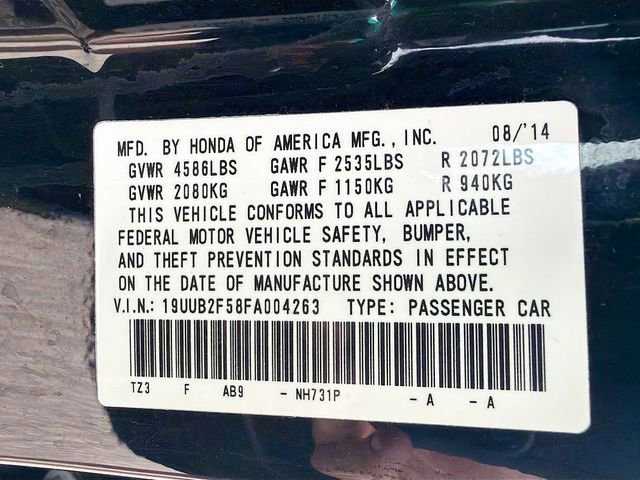 MFD. BY HONDA OF AMERICA MFG., INC. 08/'14
GVWR 4586LBS GAWR F 2535LBS R 2072LBS
GVWR 2080KG GAWR F 1150KG R 940KG
THIS VEHICLE CONFORMS TO ALL APPLICABLE
FEDERAL MOTOR VEHICLE SAFETY, BUMPER,
AND THEFT PREVENTION STANDARDS IN EFFECT
ON THE DATE OF MANUFACTURE SHOWN ABOVE.
V.I.N.: 19UUB2F58FA004263 TYPE: PASSENGER CAR
TZ3 F AB9 - NH731P - A - A